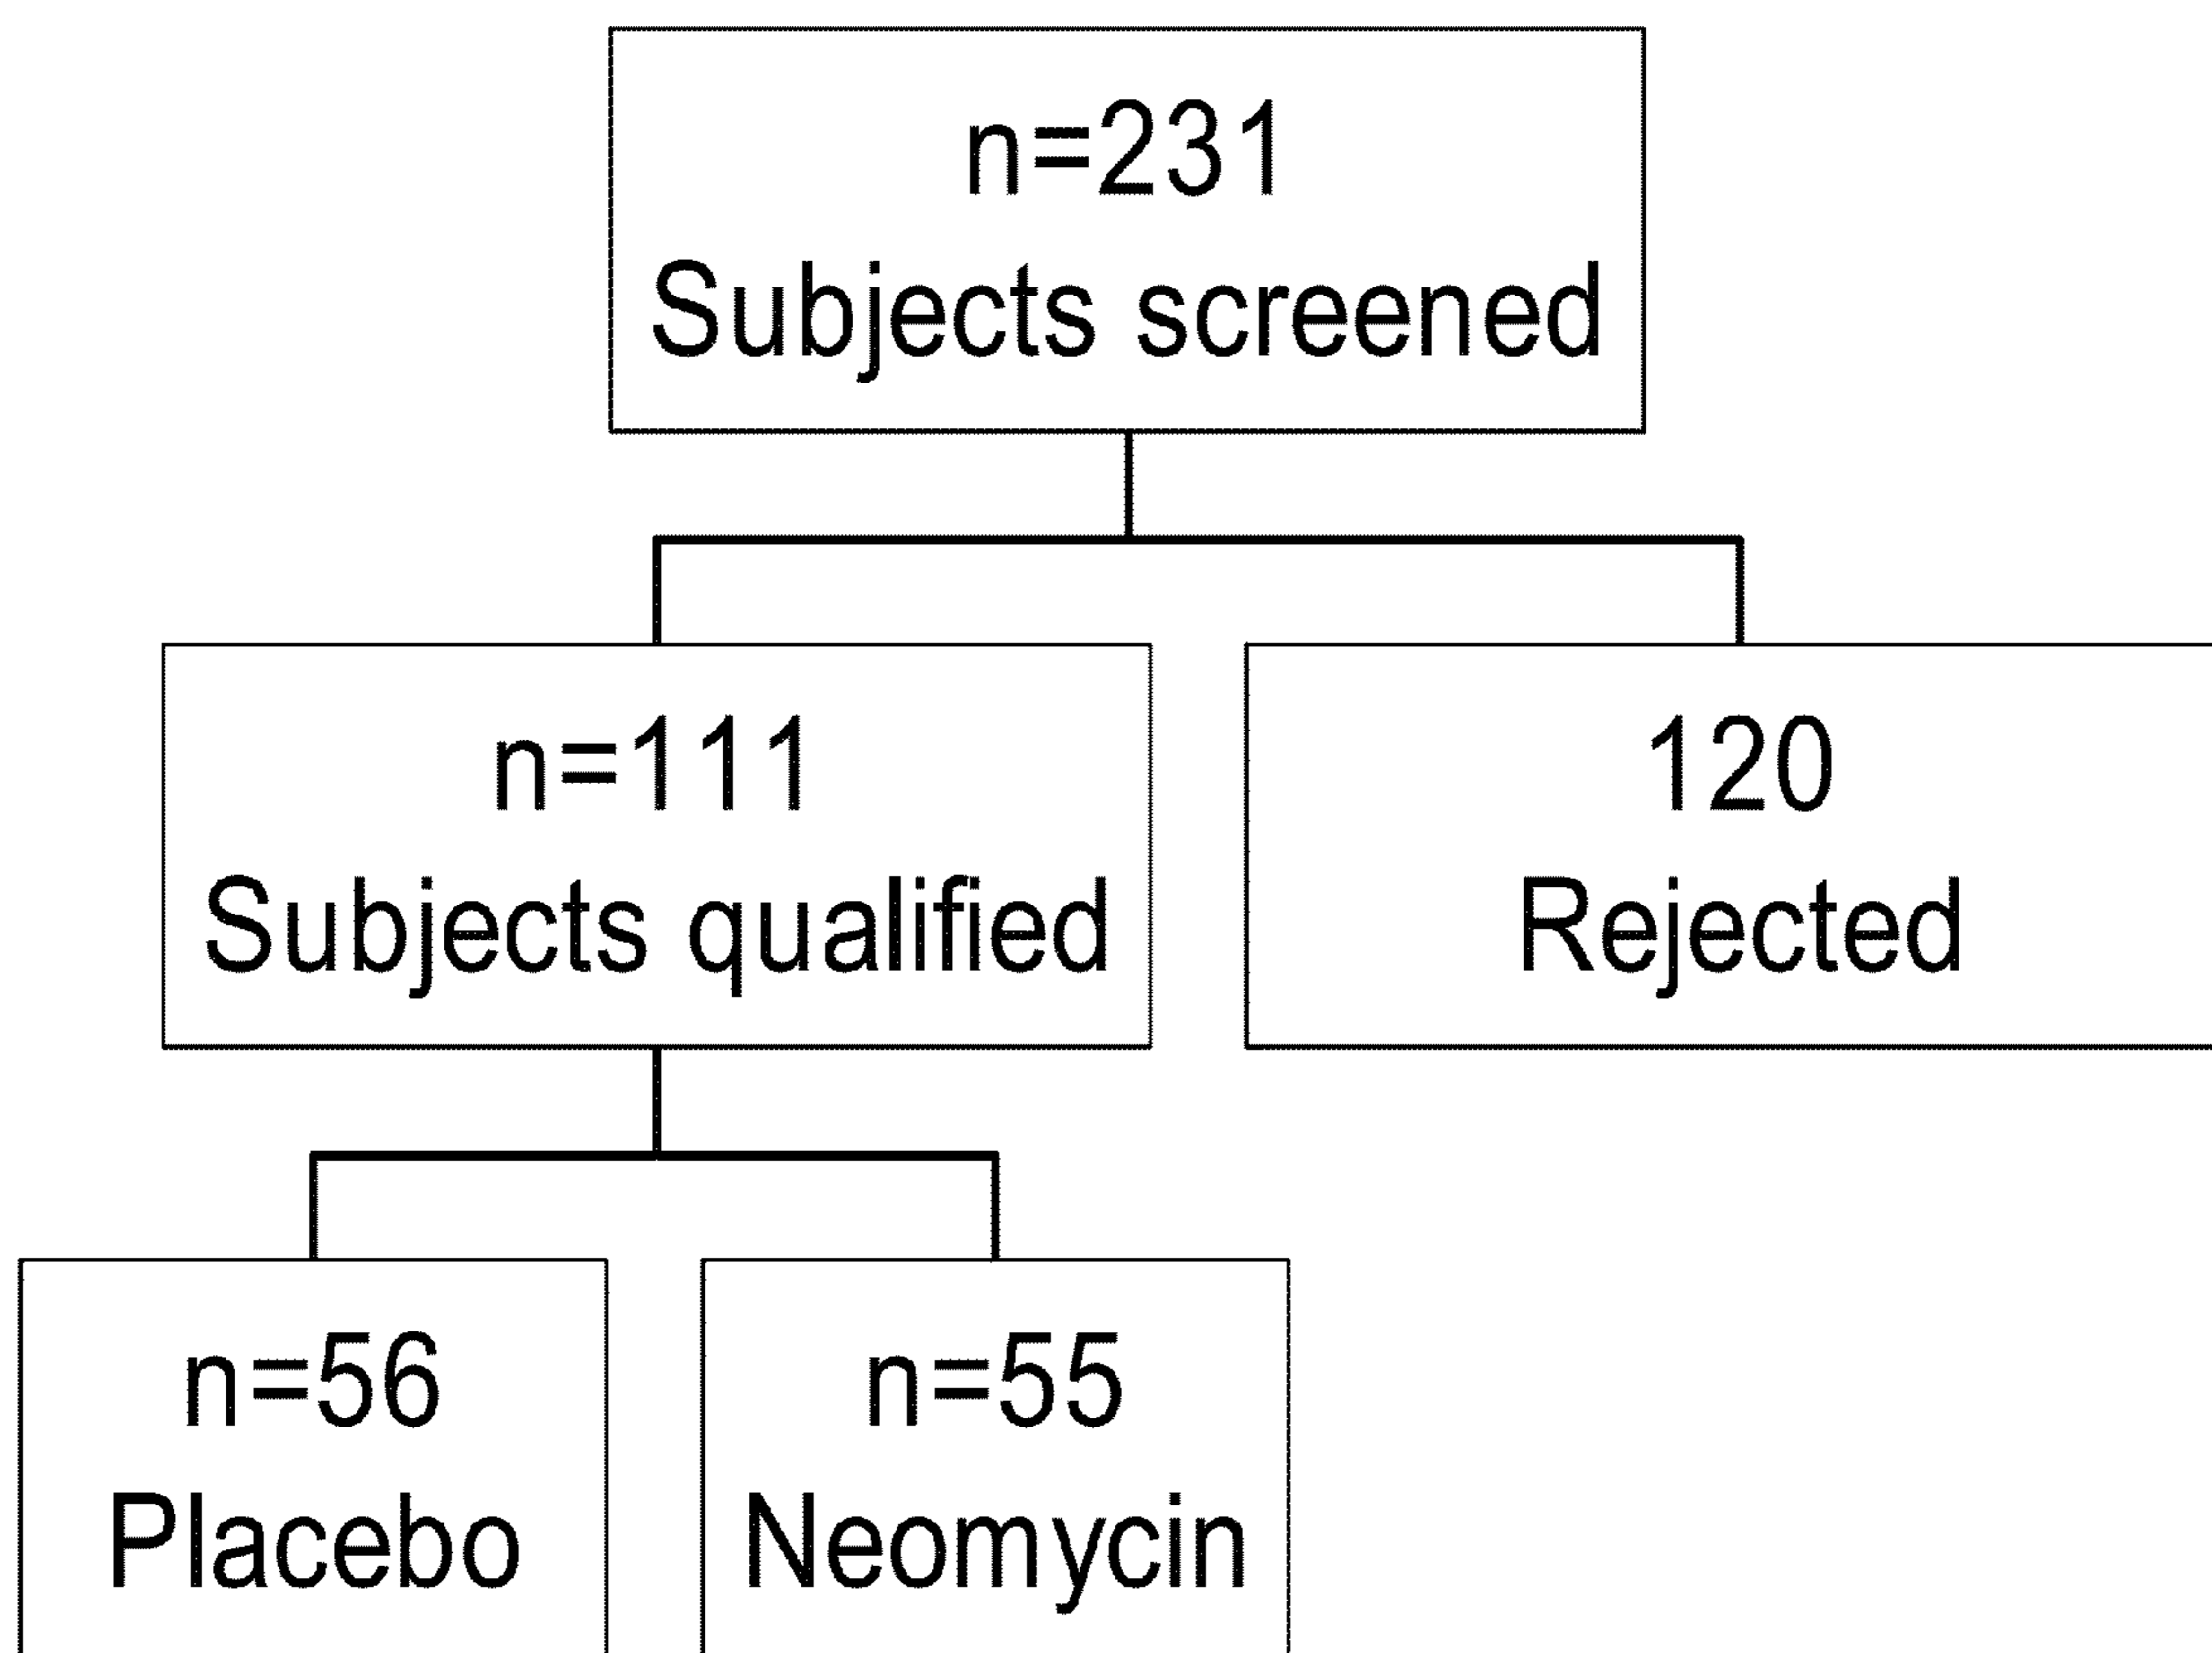 n=231
Subjects screened
n=111
Subjects qualified
120
Rejected
n=56
Placebo
n=55
Neomycin